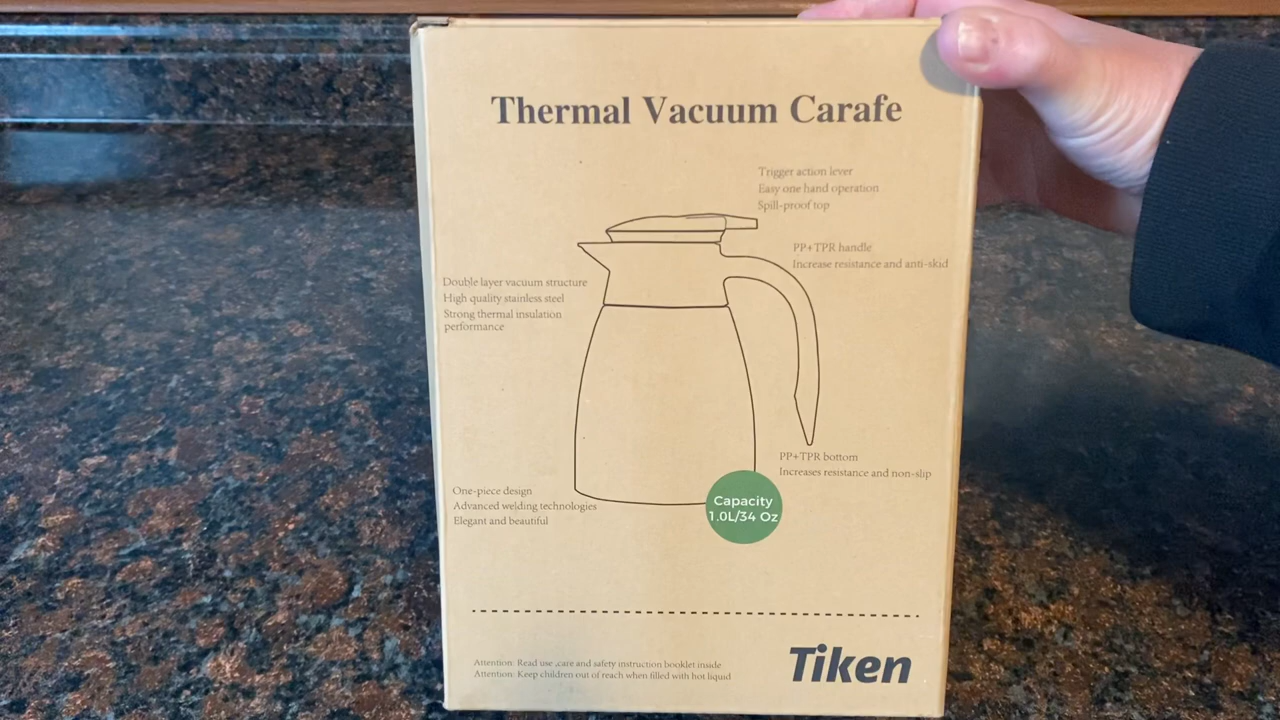 Thermal Vacuum Carafe
Trigger action lever
Easy one hand operation
Spill-proof top
PP+TPR handle
Increase resistance and anti-skid
Double layer vacuum structure
High quality stainless steel
Strong thermal insulation
performance
PP+TPR bottom
Increases resistance and non-slip
One-piece design
Advanced welding technologies
Elegant and beautiful
Capacity
1.0L/34 Oz
Attention: Read use ,care and safety instruction booklet inside
Attention: Keep children out of reach when filled with hot liquid
Tiken